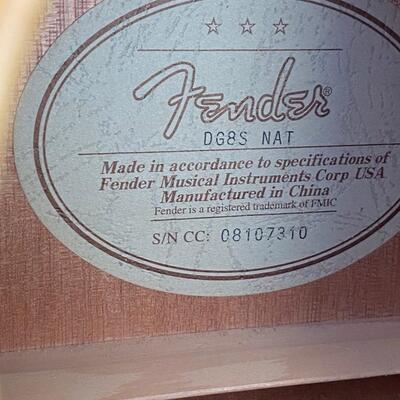 Fender®
DG8S NAT
Made in accordance to specifications of
Fender Musical Instruments Corp USA
Manufactured in China
Fender is a registered trademark of FMIC
S/N CC: 08107310